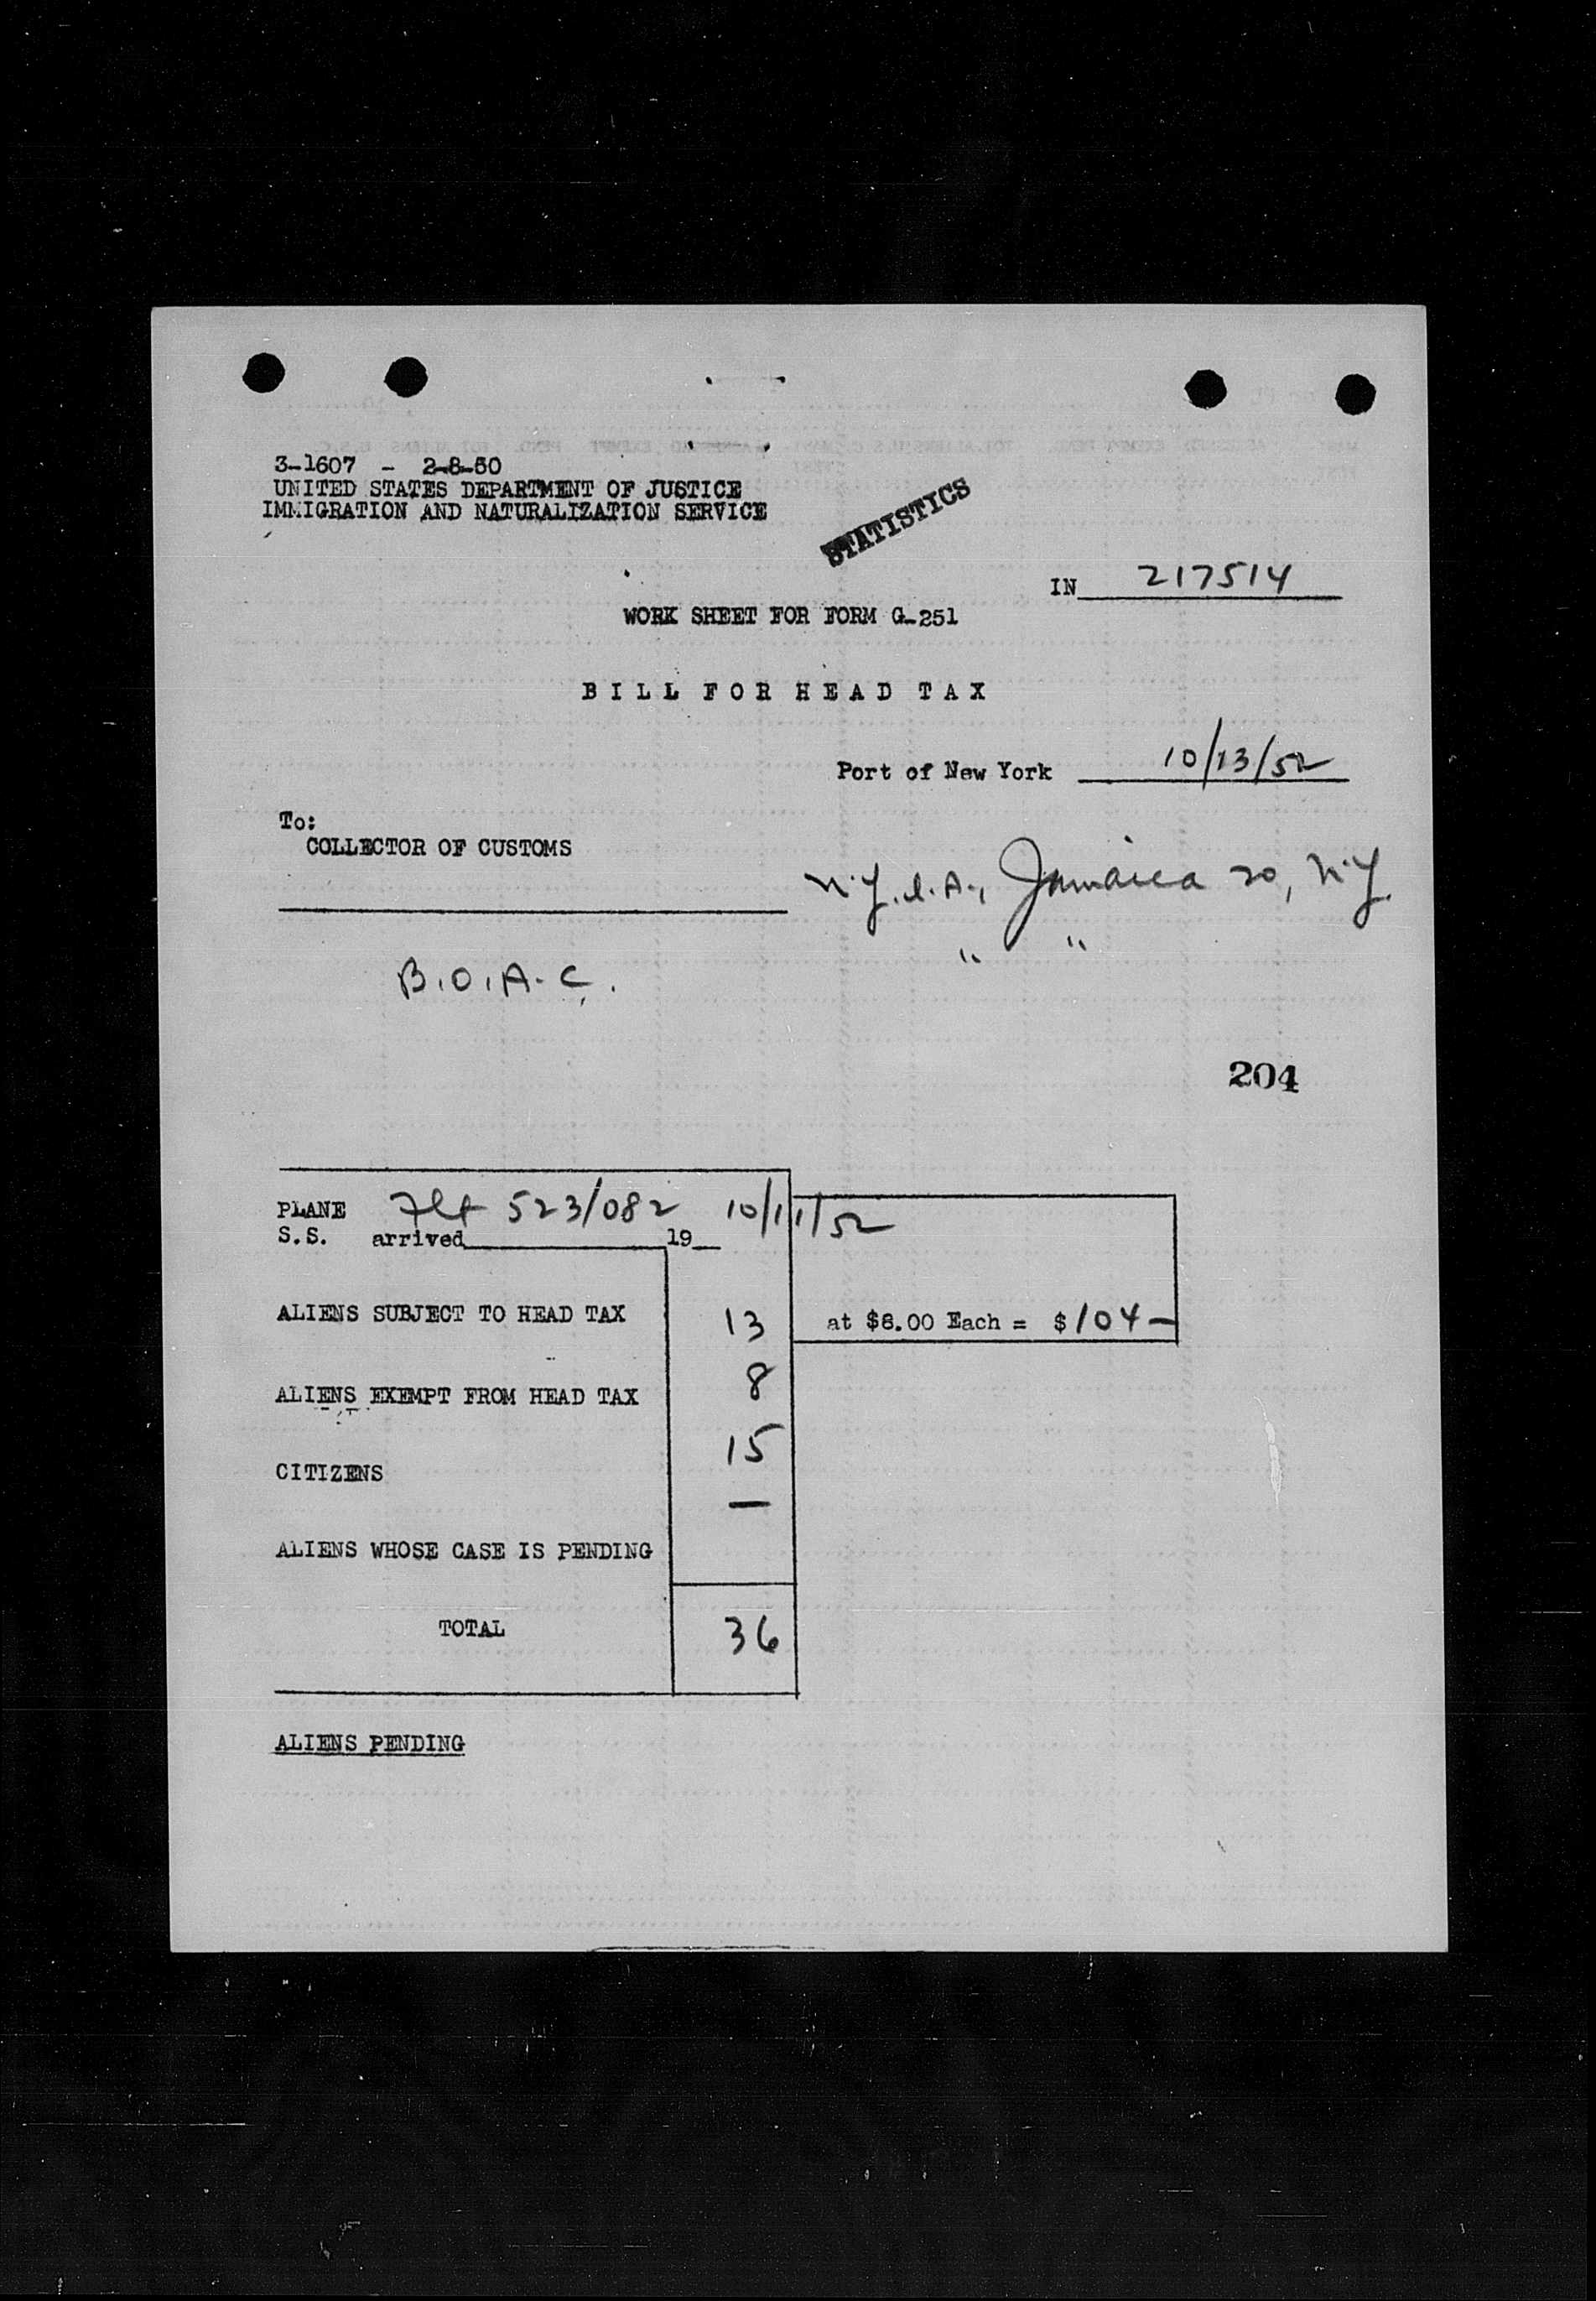 3-1607 - 2-8-50
UNITED STATES DEPARTMENT OF JUSTICE
IMMIGRATION AND NATURALIZATION SERVICE
STATISTICS
IN 217514
WORK SHEET FOR FORM G-251
BILL FOR HEAD TAX
Port of New York 10/13/52
To:
COLLECTOR OF CUSTOMS
N.Y.I.A., Jamaica 20, N.Y.
" "
B.O.A.C.
204
PLANE Flt 523/082 10/11/52
S.S. arrived 19
ALIENS SUBJECT TO HEAD TAX 13 at $8.00 Each = $104-
ALIENS EXEMPT FROM HEAD TAX 8
CITIZENS 15
ALIENS WHOSE CASE IS PENDING —
TOTAL 36
ALIENS PENDING